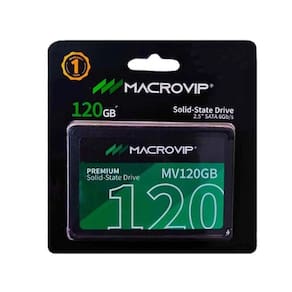 1
MACROVIP
120GB
Solid-State Drive
2.5" SATA 6Gb/s
MACROVIP
PREMIUM
Solid-State Drive
MV120GB
120